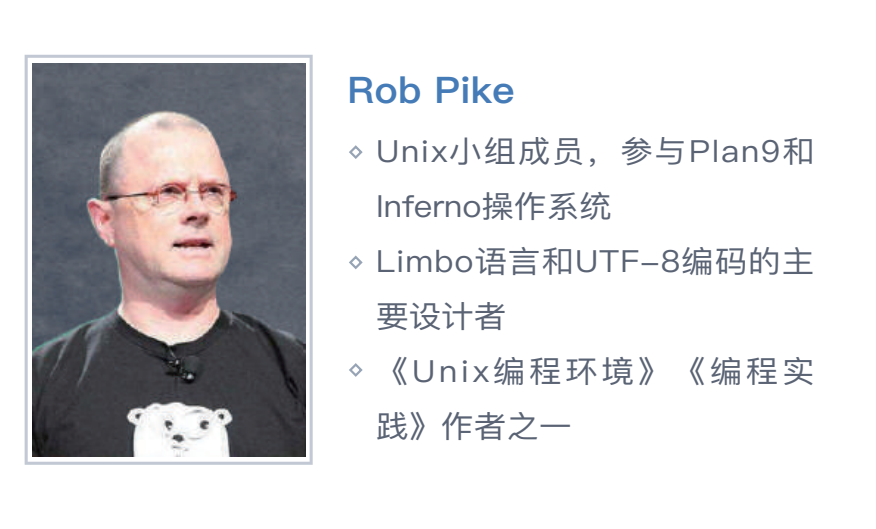 Rob Pike
Unix小组成员，参与Plan9和
Inferno操作系统
Limbo语言和UTF-8编码的主
要设计者
《Unix编程环境》《编程实
践》作者之一